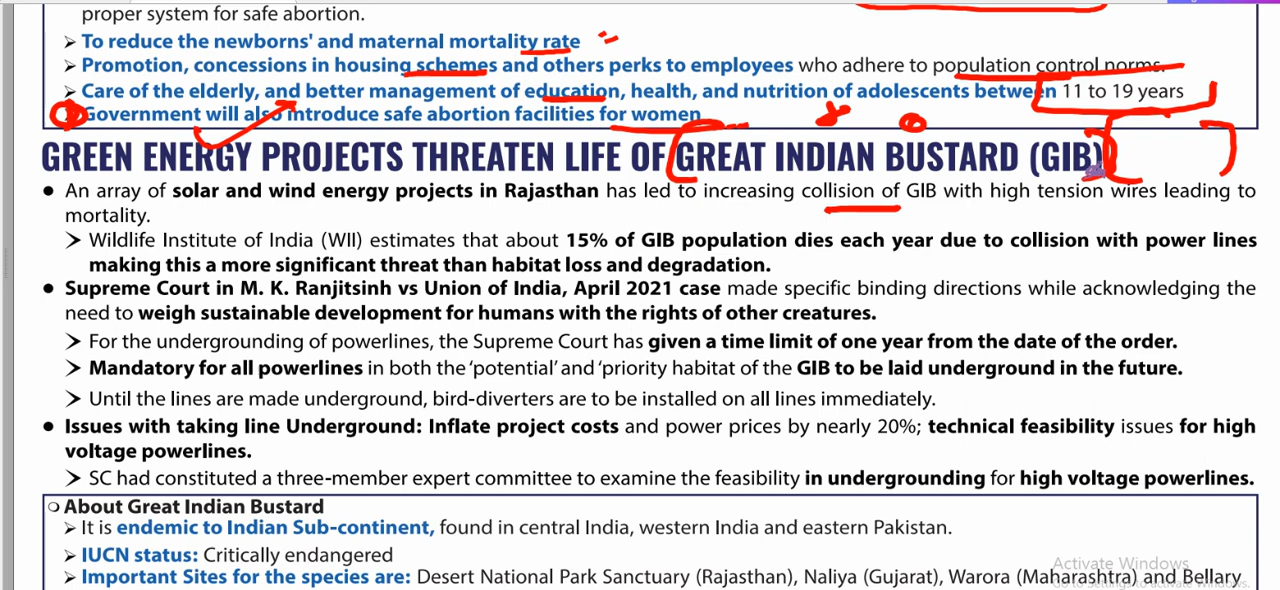 proper system for safe abortion.
➤ To reduce the newborns' and maternal mortality rate
➤ Promotion, concessions in housing schemes and others perks to employees who adhere to population control norms.
➤ Care of the elderly, and better management of education, health, and nutrition of adolescents between 11 to 19 years
Government will also introduce safe abortion facilities for women
GREEN ENERGY PROJECTS THREATEN LIFE OF GREAT INDIAN BUSTARD (GIB)
● An array of solar and wind energy projects in Rajasthan has led to increasing collision of GIB with high tension wires leading to
mortality.
➤ Wildlife Institute of India (WII) estimates that about 15% of GIB population dies each year due to collision with power lines
making this a more significant threat than habitat loss and degradation.
● Supreme Court in M. K. Ranjitsinh vs Union of India, April 2021 case made specific binding directions while acknowledging the
need to weigh sustainable development for humans with the rights of other creatures.
➤ For the undergrounding of powerlines, the Supreme Court has given a time limit of one year from the date of the order.
➤ Mandatory for all powerlines in both the 'potential' and 'priority habitat of the GIB to be laid underground in the future.
➤ Until the lines are made underground, bird-diverters are to be installed on all lines immediately.
● Issues with taking line Underground: Inflate project costs and power prices by nearly 20%; technical feasibility issues for high
voltage powerlines.
➤ SC had constituted a three-member expert committee to examine the feasibility in undergrounding for high voltage powerlines.
○ About Great Indian Bustard
➤ It is endemic to Indian Sub-continent, found in central India, western India and eastern Pakistan.
➤ IUCN status: Critically endangered
Activate Windows
➤ Important Sites for the species are: Desert National Park Sanctuary (Rajasthan), Naliya (Gujarat), Warora (Maharashtra) and Bellary
Go to Settings to activate Windows.